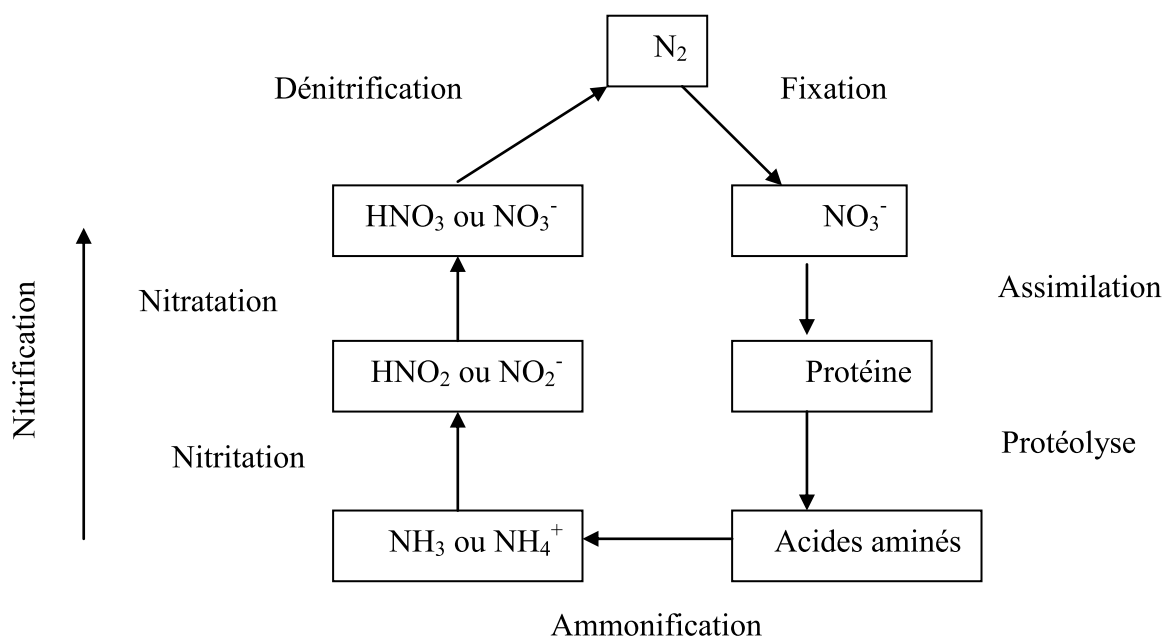 N₂
Dénitrification
Fixation
HNO₃ ou NO₃⁻
NO₃⁻
Nitratation
Assimilation
Nitrification
HNO₂ ou NO₂⁻
Protéine
Nitritation
Protéolyse
NH₃ ou NH₄⁺
Acides aminés
Ammonification